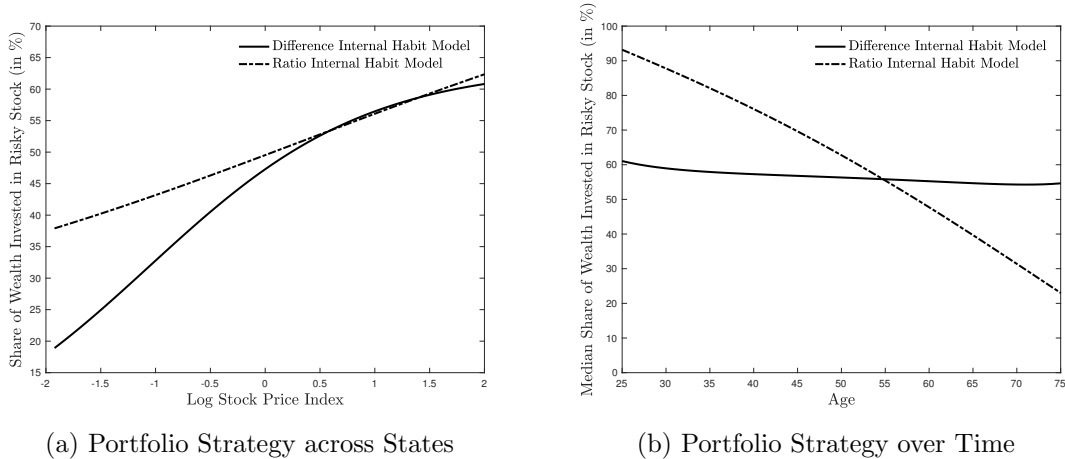 Share of Wealth Invested in Risky Stock (in %)
70
65
60
55
50
45
40
35
30
25
20
15
Difference Internal Habit Model
Ratio Internal Habit Model
-2 -1.5 -1 -0.5 0 0.5 1 1.5 2
Log Stock Price Index
(a) Portfolio Strategy across States
Median Share of Wealth Invested in Risky Stock (in %)
100
90
80
70
60
50
40
30
20
10
0
Difference Internal Habit Model
Ratio Internal Habit Model
25 30 35 40 45 50 55 60 65 70 75
Age
(b) Portfolio Strategy over Time